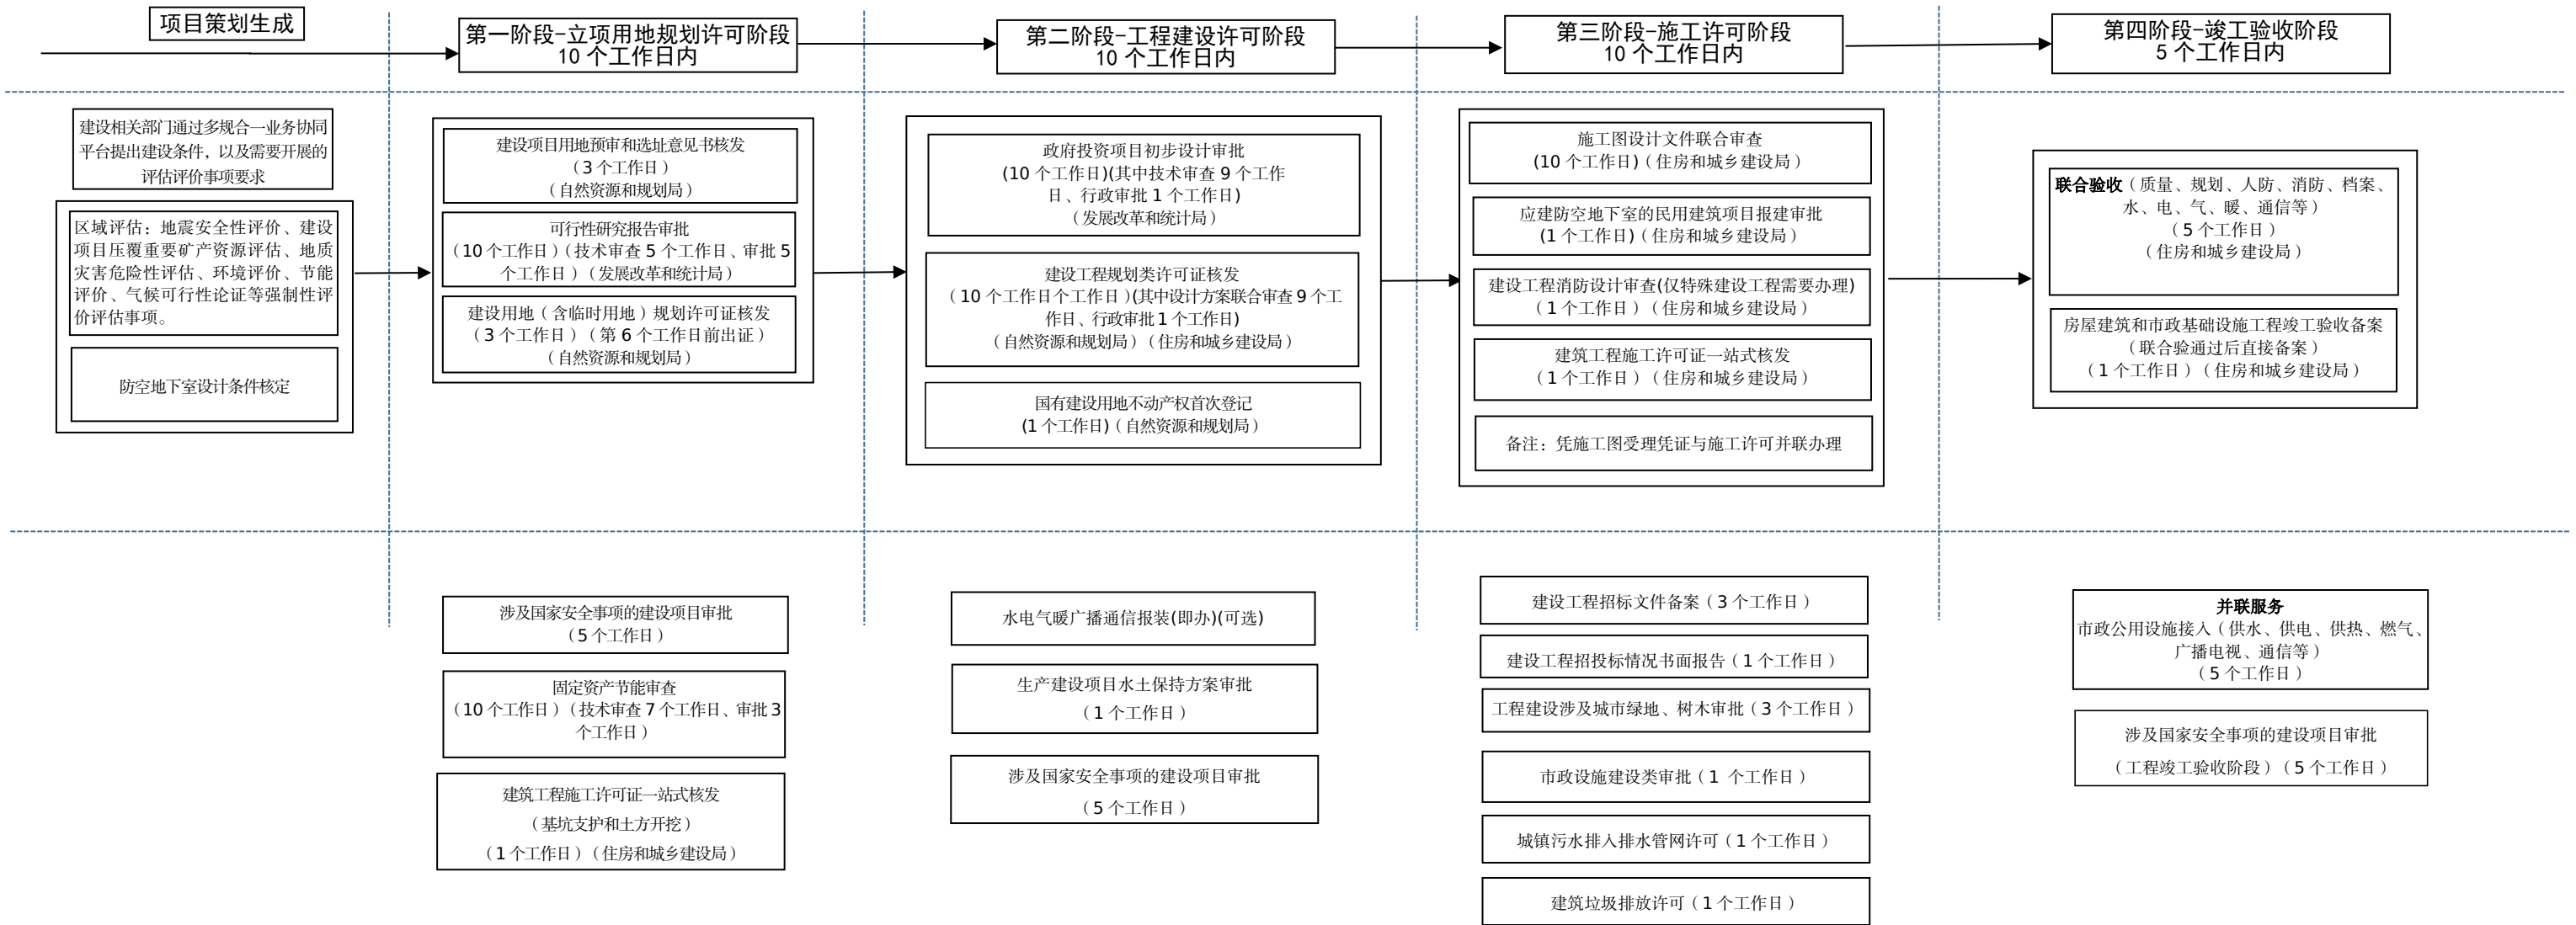 项目策划生成
第一阶段-立项用地规划许可阶段
10 个工作日内
第二阶段-工程建设许可阶段
10 个工作日内
第三阶段-施工许可阶段
10 个工作日内
第四阶段-竣工验收阶段
5 个工作日内
建设相关部门通过多规合一业务协同
平台提出建设条件，以及需要开展的
评估评价事项要求
区域评估：地震安全性评价、建设
项目压覆重要矿产资源评估、地质
灾害危险性评估、环境评价、节能
评价、气候可行性论证等强制性评
价评估事项。
防空地下室设计条件核定
建设项目用地预审和选址意见书核发
（3 个工作日）
（自然资源和规划局）
可行性研究报告审批
（10 个工作日）（技术审查 5 个工作日、审批 5
个工作日）（发展改革和统计局）
建设用地（含临时用地）规划许可证核发
（3 个工作日）（第 6 个工作日前出证）
（自然资源和规划局）
政府投资项目初步设计审批
(10 个工作日)(其中技术审查 9 个工作
日、行政审批 1 个工作日)
（发展改革和统计局）
建设工程规划类许可证核发
（10 个工作日个工作日）(其中设计方案联合审查 9 个工
作日、行政审批 1 个工作日)
（自然资源和规划局）（住房和城乡建设局）
国有建设用地不动产权首次登记
(1 个工作日)（自然资源和规划局）
施工图设计文件联合审查
(10 个工作日)（住房和城乡建设局）
应建防空地下室的民用建筑项目报建审批
(1 个工作日)（住房和城乡建设局）
建设工程消防设计审查(仅特殊建设工程需要办理)
（1 个工作日）（住房和城乡建设局）
建筑工程施工许可证一站式核发
（1 个工作日）（住房和城乡建设局）
备注：凭施工图受理凭证与施工许可并联办理
联合验收（质量、规划、人防、消防、档案、
水、电、气、暖、通信等）
（5 个工作日）
（住房和城乡建设局）
房屋建筑和市政基础设施工程竣工验收备案
（联合验通过后直接备案）
（1 个工作日）（住房和城乡建设局）
涉及国家安全事项的建设项目审批
（5 个工作日）
固定资产节能审查
（10 个工作日）（技术审查 7 个工作日、审批 3
个工作日）
建筑工程施工许可证一站式核发
（基坑支护和土方开挖）
（1 个工作日）（住房和城乡建设局）
水电气暖广播通信报装(即办)(可选)
生产建设项目水土保持方案审批
（1 个工作日）
涉及国家安全事项的建设项目审批
（5 个工作日）
建设工程招标文件备案（3 个工作日）
建设工程招投标情况书面报告（1 个工作日）
工程建设涉及城市绿地、树木审批（3 个工作日）
市政设施建设类审批（1 个工作日）
城镇污水排入排水管网许可（1 个工作日）
建筑垃圾排放许可（1 个工作日）
并联服务
市政公用设施接入（供水、供电、供热、燃气、
广播电视、通信等）
（5 个工作日）
涉及国家安全事项的建设项目审批
（工程竣工验收阶段）（5 个工作日）